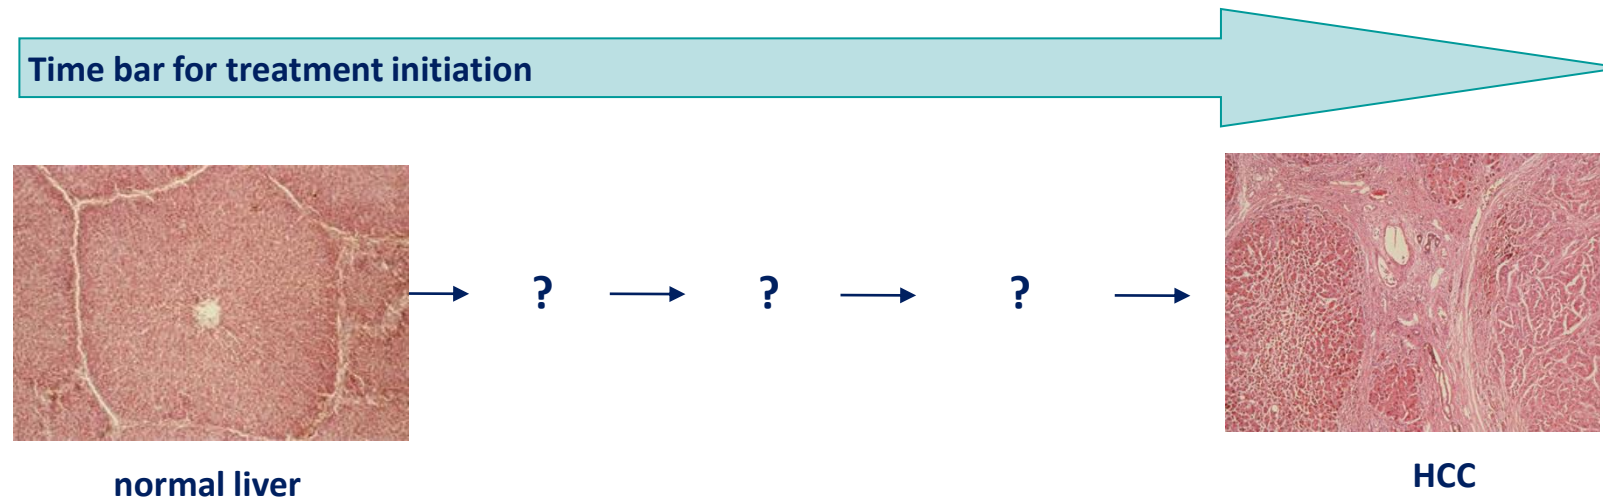 Time bar for treatment initiation
? ? ?
normal liver
HCC